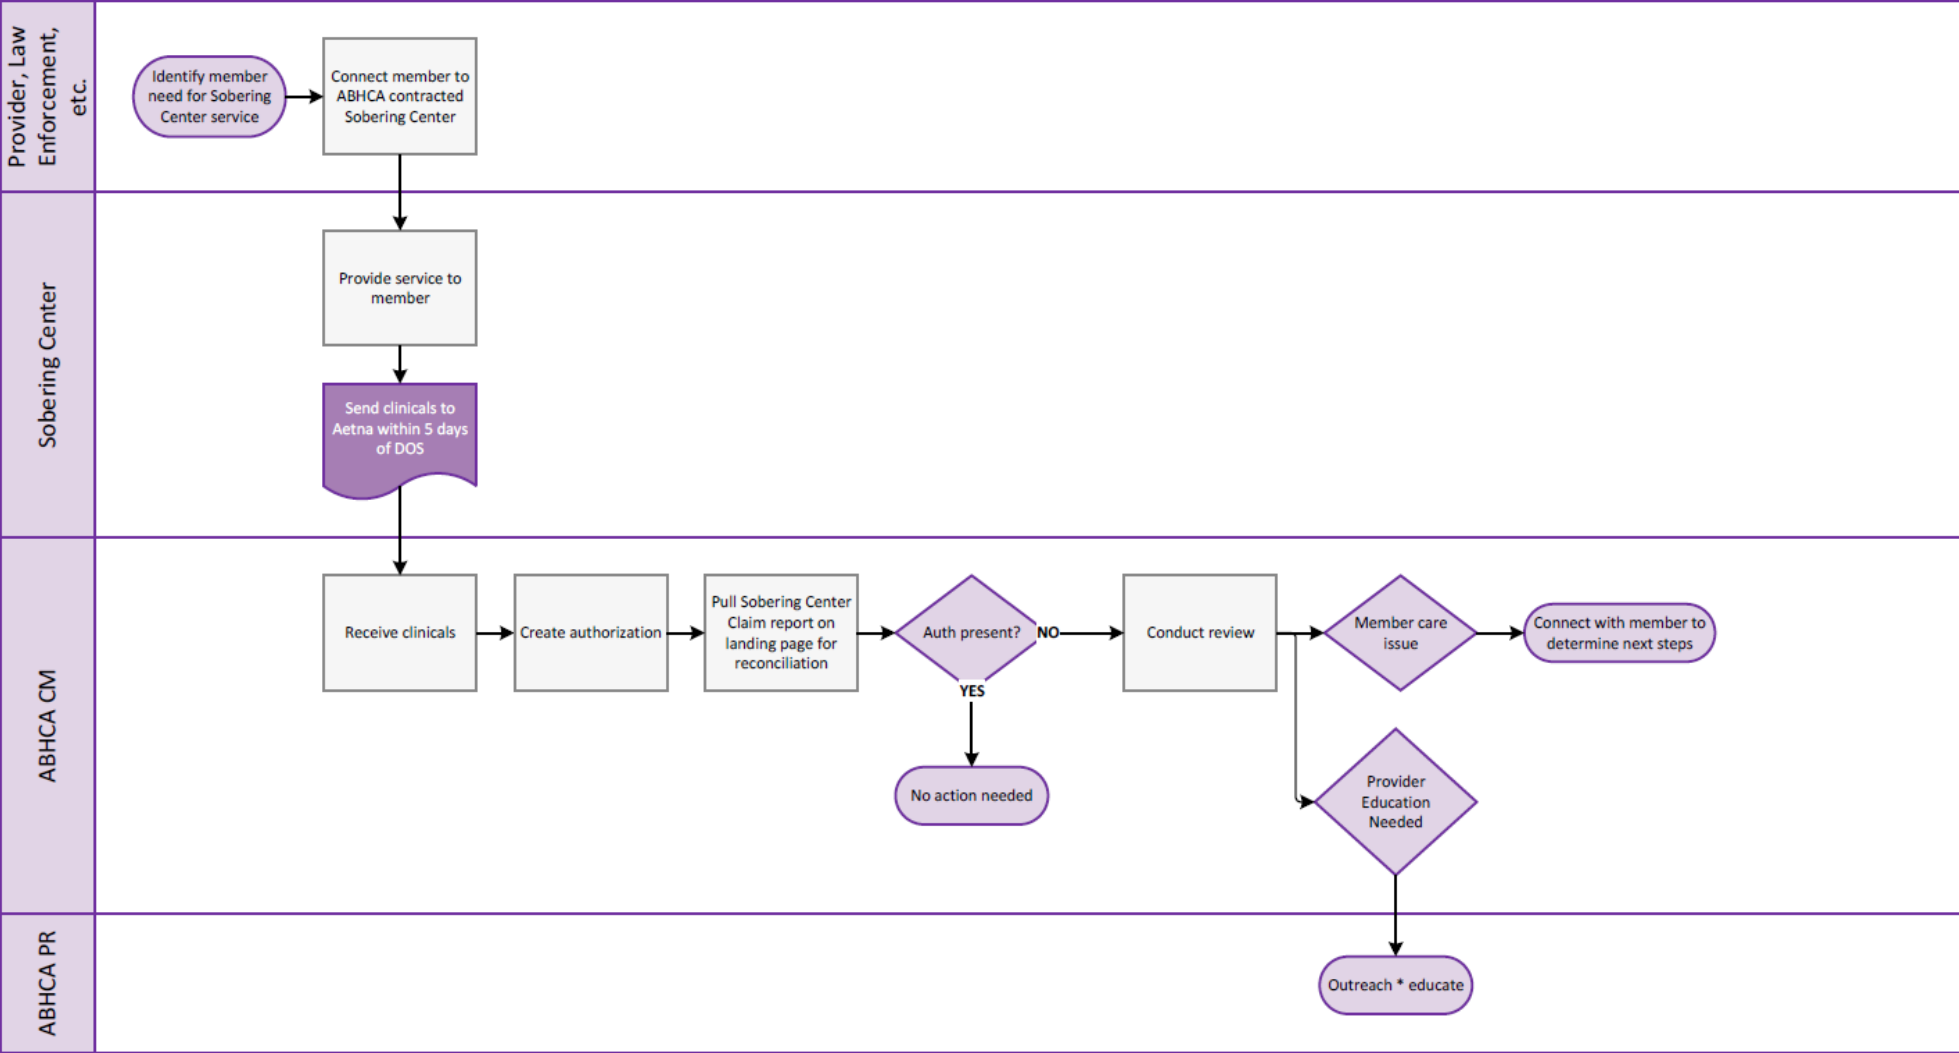 Provider, Law
Enforcement,
etc.
Identify member
need for Sobering
Center service
Connect member to
ABHCA contracted
Sobering Center
Sobering Center
Provide service to
member
Send clinicals to
Aetna within 5 days
of DOS
ABHCA CM
Receive clinicals
Create authorization
Pull Sobering Center
Claim report on
landing page for
reconciliation
Auth present?
NO
YES
No action needed
Conduct review
Member care
issue
Connect with member to
determine next steps
Provider
Education
Needed
ABHCA PR
Outreach * educate